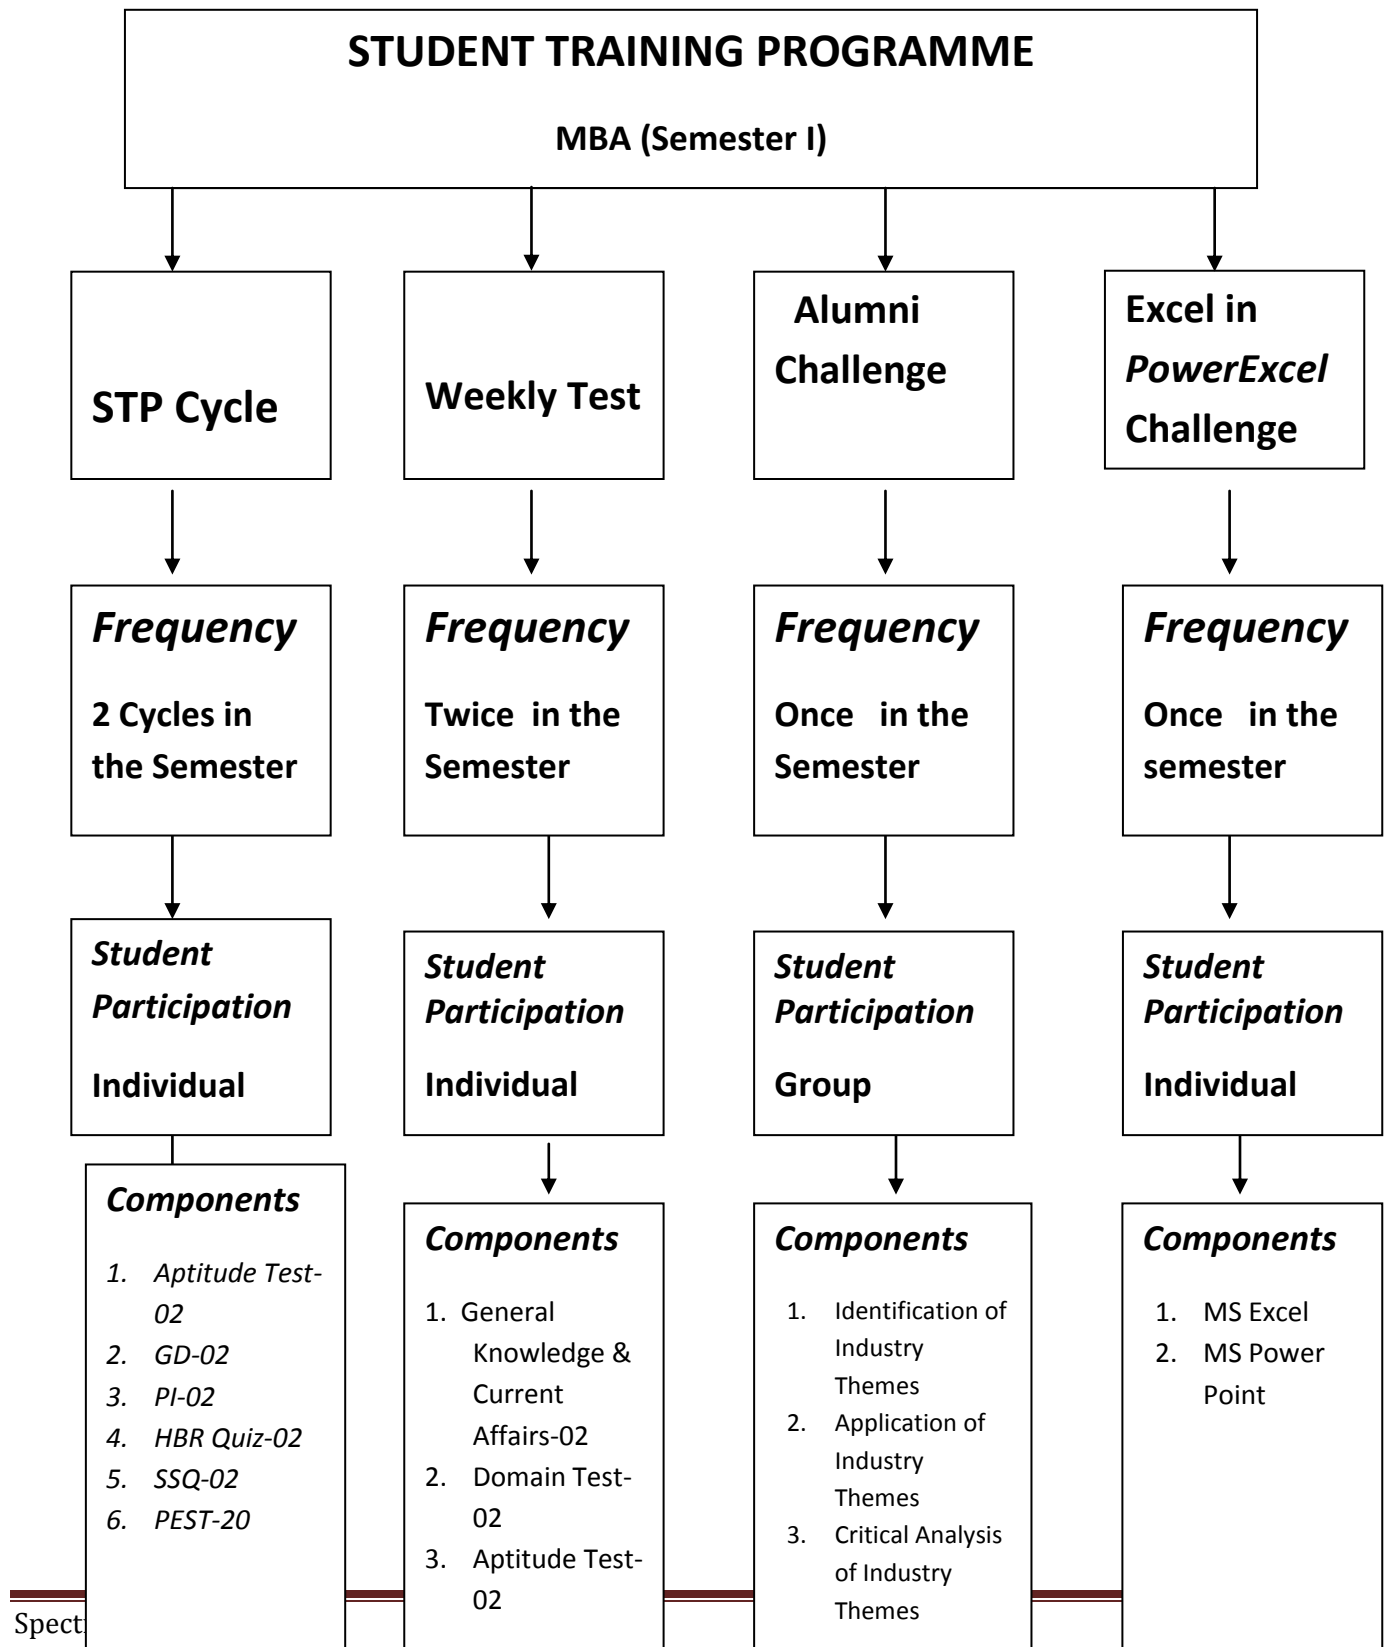 STUDENT TRAINING PROGRAMME
MBA (Semester I)
STP Cycle
Weekly Test
Alumni
Challenge
Excel in
PowerExcel
Challenge
Frequency
2 Cycles in
the Semester
Frequency
Twice in the
Semester
Frequency
Once in the
Semester
Frequency
Once in the
semester
Student
Participation
Individual
Student
Participation
Individual
Student
Participation
Group
Student
Participation
Individual
Components
1. Aptitude Test-
02
2. GD-02
3. PI-02
4. HBR Quiz-02
5. SSQ-02
6. PEST-20
Components
1. General
Knowledge &
Current
Affairs-02
2. Domain Test-
02
3. Aptitude Test-
02
Components
1. Identification of
Industry
Themes
2. Application of
Industry
Themes
3. Critical Analysis
of Industry
Themes
Components
1. MS Excel
2. MS Power
Point